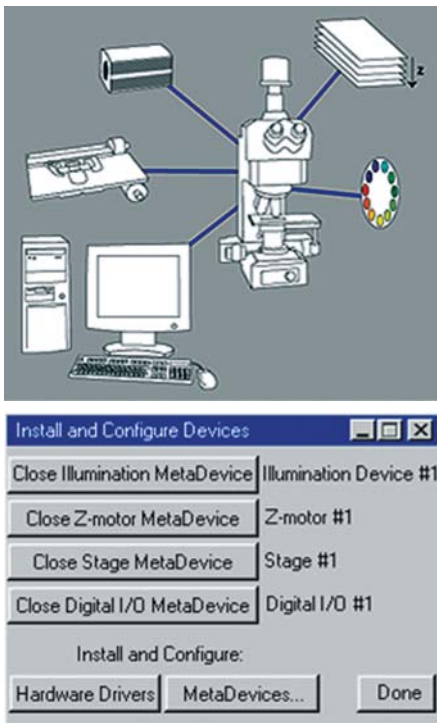 z
Install and Configure Devices
Close Illumination MetaDevice Illumination Device #1
Close Z-motor MetaDevice Z-motor #1
Close Stage MetaDevice Stage #1
Close Digital I/O MetaDevice Digital I/O #1
Install and Configure:
Hardware Drivers MetaDevices... Done